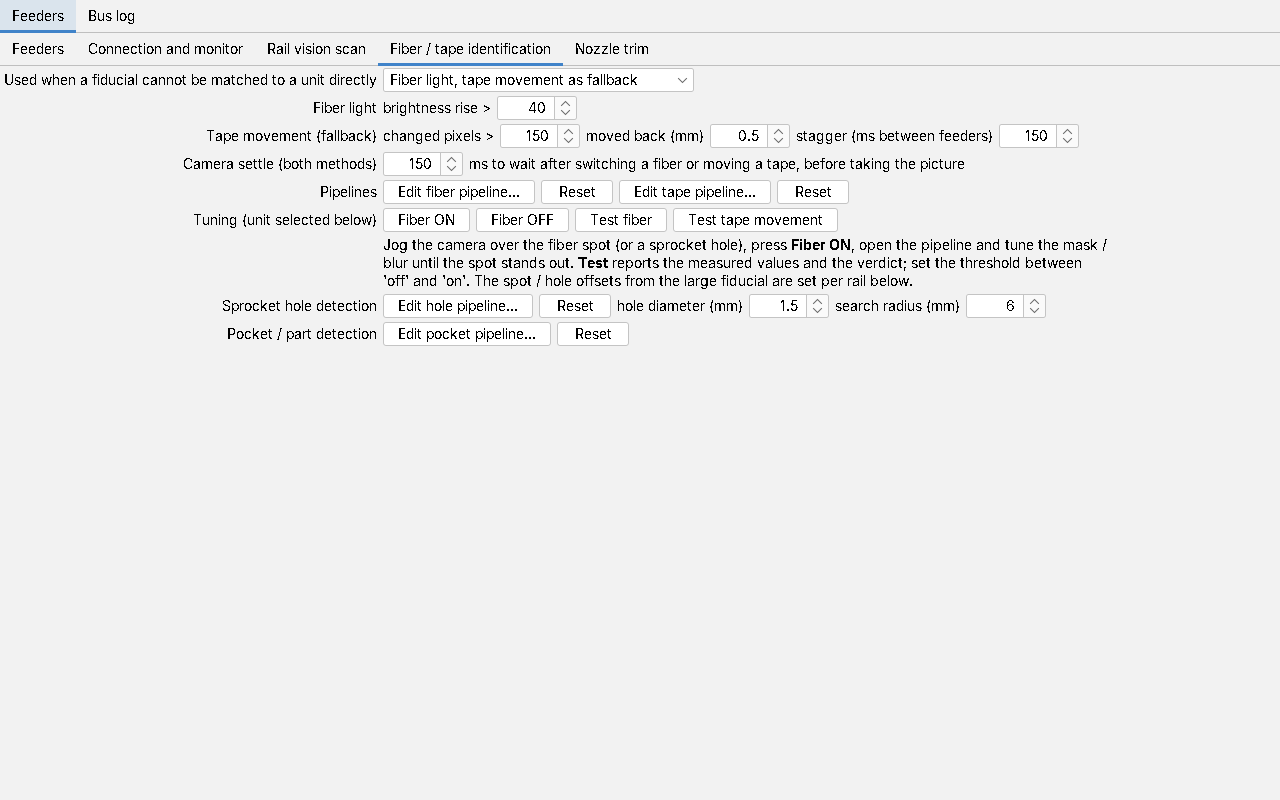 Feeders Bus log
Feeders Connection and monitor Rail vision scan Fiber / tape identification Nozzle trim
Used when a fiducial cannot be matched to a unit directly Fiber light, tape movement as fallback
Fiber light brightness rise > 40
Tape movement (fallback) changed pixels > 150 moved back (mm) 0.5 stagger (ms between feeders) 150
Camera settle (both methods) 150 ms to wait after switching a fiber or moving a tape, before taking the picture
Pipelines Edit fiber pipeline... Reset Edit tape pipeline... Reset
Tuning (unit selected below) Fiber ON Fiber OFF Test fiber Test tape movement
Jog the camera over the fiber spot (or a sprocket hole), press Fiber ON, open the pipeline and tune the mask /
blur until the spot stands out. Test reports the measured values and the verdict; set the threshold between
'off' and 'on'. The spot / hole offsets from the large fiducial are set per rail below.
Sprocket hole detection Edit hole pipeline... Reset hole diameter (mm) 1.5 search radius (mm) 6
Pocket / part detection Edit pocket pipeline... Reset